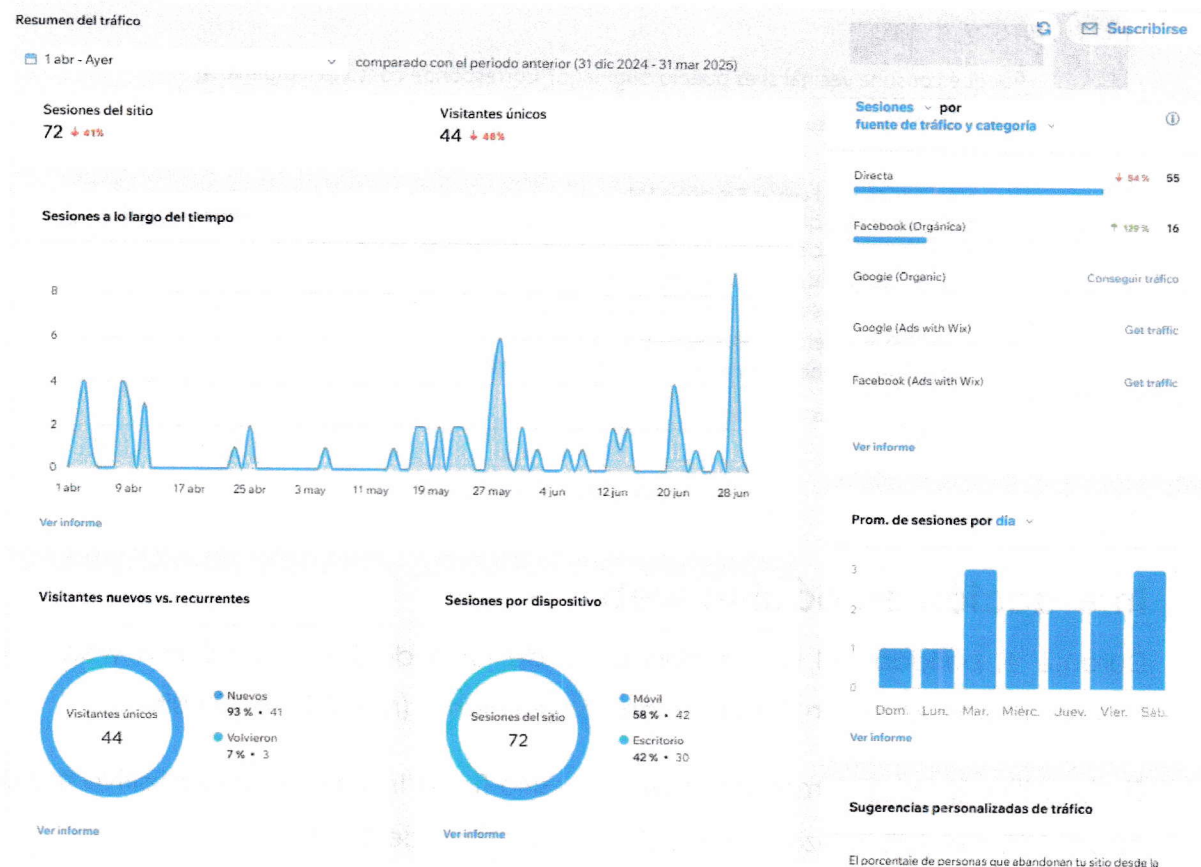 Resumen del tráfico
Suscribirse
1 abr - Ayer
comparado con el periodo anterior (31 dic 2024 - 31 mar 2025)
Sesiones del sitio
72 ↓ 41%
Visitantes únicos
44 ↓ 48%
Sesiones a lo largo del tiempo
8
6
4
2
0
1 abr 9 abr 17 abr 25 abr 3 may 11 may 19 may 27 may 4 jun 12 jun 20 jun 28 jun
Ver informe
Visitantes nuevos vs. recurrentes
Visitantes únicos
44
Nuevos
93 % • 41
Volvieron
7 % • 3
Ver informe
Sesiones por dispositivo
Sesiones del sitio
72
Móvil
58 % • 42
Escritorio
42 % • 30
Ver informe
Sesiones por
fuente de tráfico y categoría
Directa ↓ 54 % 55
Facebook (Orgánica) ↑ 129 % 16
Google (Organic) Conseguir tráfico
Google (Ads with Wix) Get traffic
Facebook (Ads with Wix) Get traffic
Ver informe
Prom. de sesiones por día
3
2
1
0
Dom. Lun. Mar. Miérc. Juev. Vier. Sáb.
Ver informe
Sugerencias personalizadas de tráfico
El porcentaje de personas que abandonan tu sitio desde la